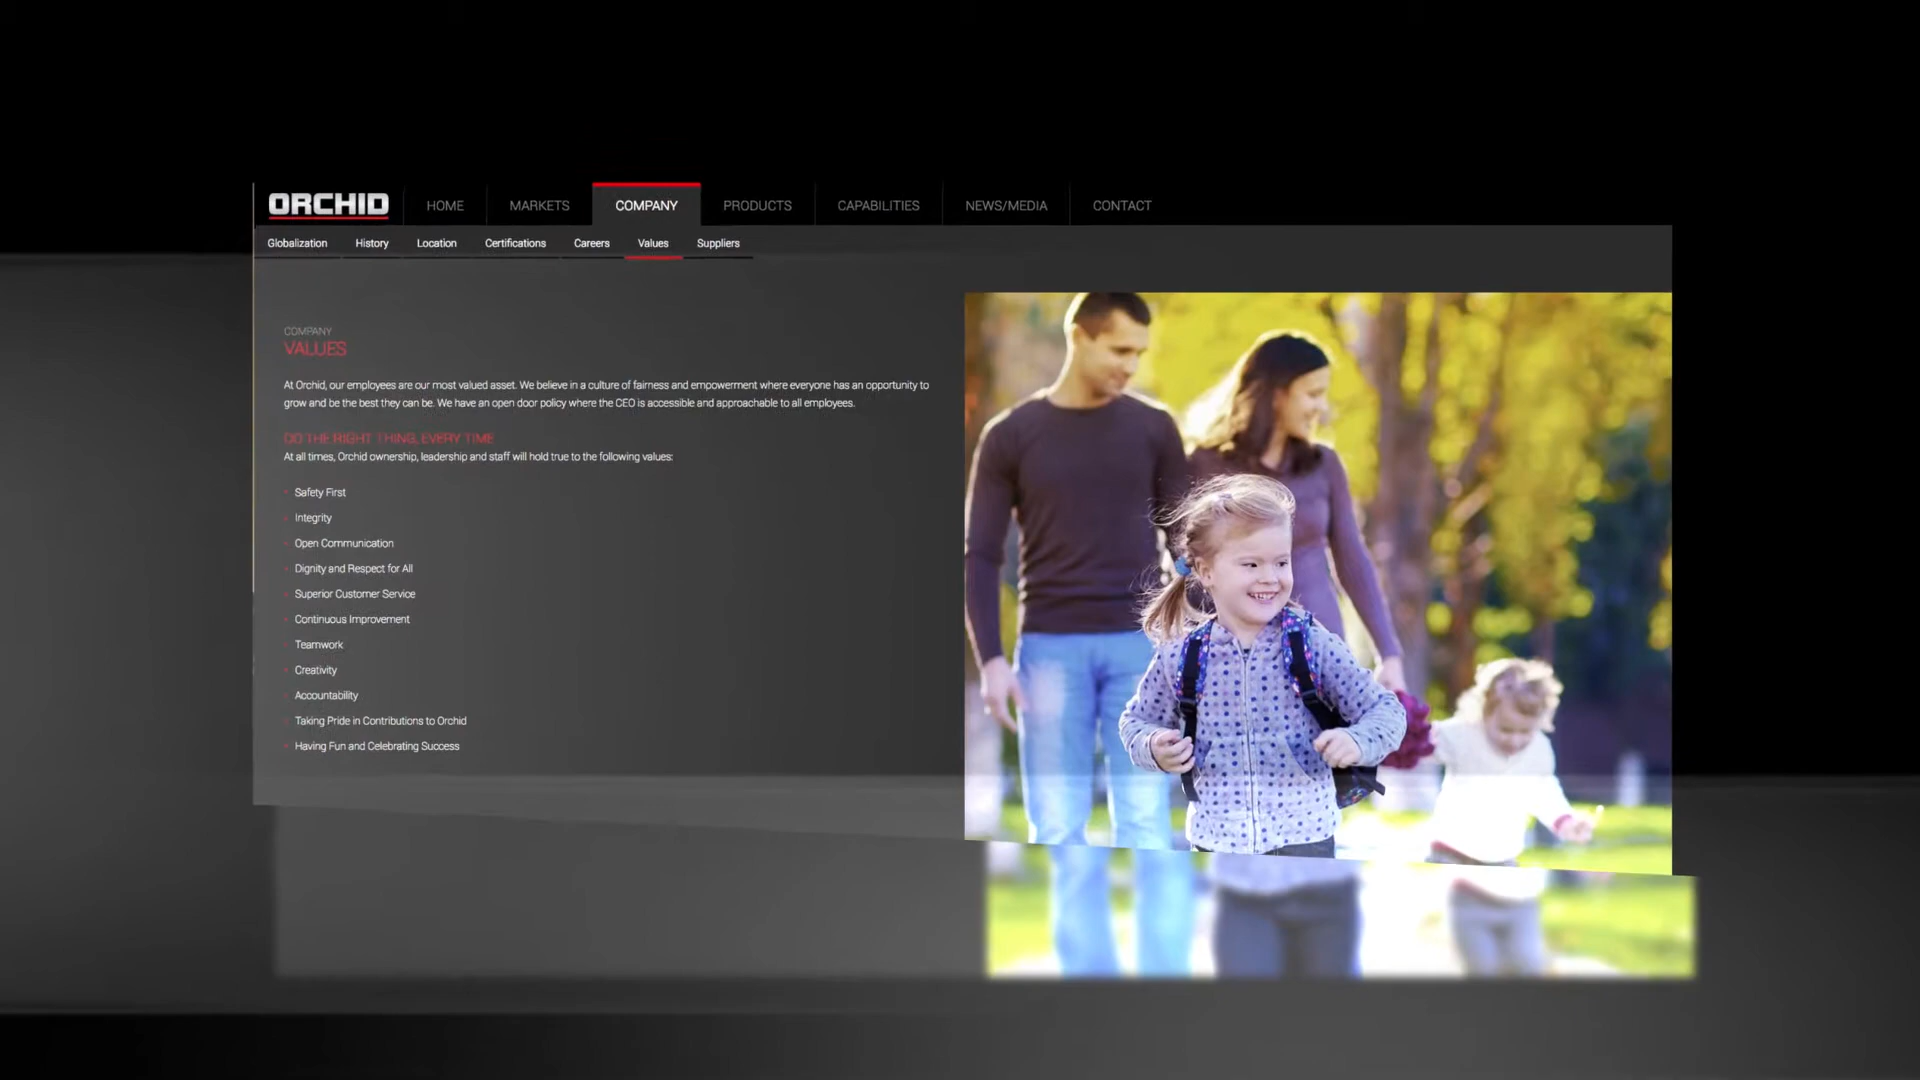 ORCHID HOME MARKETS COMPANY PRODUCTS CAPABILITIES NEWS/MEDIA CONTACT
Globalization History Location Certifications Careers Values Suppliers
COMPANY
VALUES
At Orchid, our employees are our most valued asset. We believe in a culture of fairness and empowerment where everyone has an opportunity to
grow and be the best they can be. We have an open door policy where the CEO is accessible and approachable to all employees.
DO THE RIGHT THING, EVERY TIME
At all times, Orchid ownership, leadership and staff will hold true to the following values:
Safety First
Integrity
Open Communication
Dignity and Respect for All
Superior Customer Service
Continuous Improvement
Teamwork
Creativity
Accountability
Taking Pride in Contributions to Orchid
Having Fun and Celebrating Success